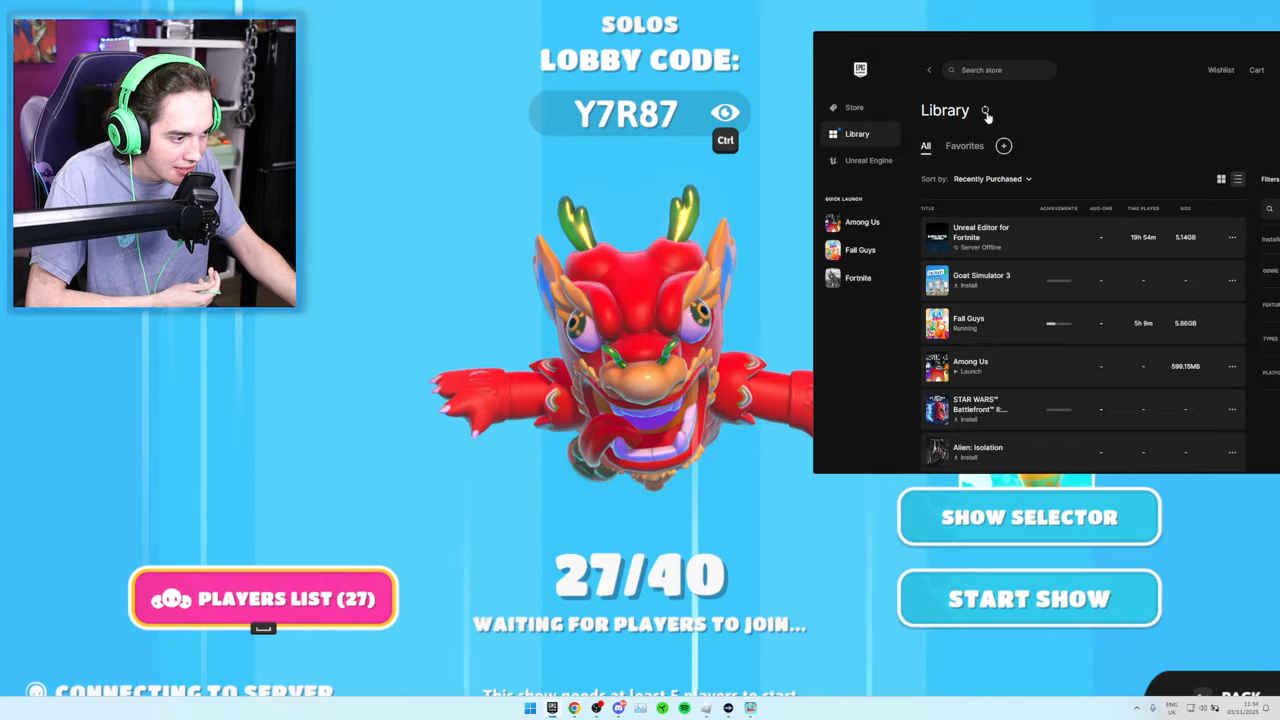 SOLOS
LOBBY CODE:
Y7R87
Ctrl
EPIC GAMES
Search store
Wishlist
Cart
Store
Library
Unreal Engine
QUICK LAUNCH
Among Us
Fall Guys
Fortnite
Library
All
Favorites
Sort by: Recently Purchased
Filters
TITLE
ACHIEVEMENTS
ADD-ONS
TIME PLAYED
SIZE
Unreal Editor for
Fortnite
Server Offline
-
19h 54m
5.14GB
Goat Simulator 3
Install
-
-
-
Fall Guys
Running
-
5h 9m
5.86GB
Among Us
Launch
-
-
-
599.15MB
STAR WARS™
Battlefront™ II:...
Install
-
-
-
Alien: Isolation
Install
-
-
-
GENRE
SHOW SELECTOR
27/40
WAITING FOR PLAYERS TO JOIN...
PLAYERS LIST (27)
START SHOW
CONNECTING TO SERVER
This show needs at least 5 players to start
BACK
ENG
UK
11:34
03/11/2023